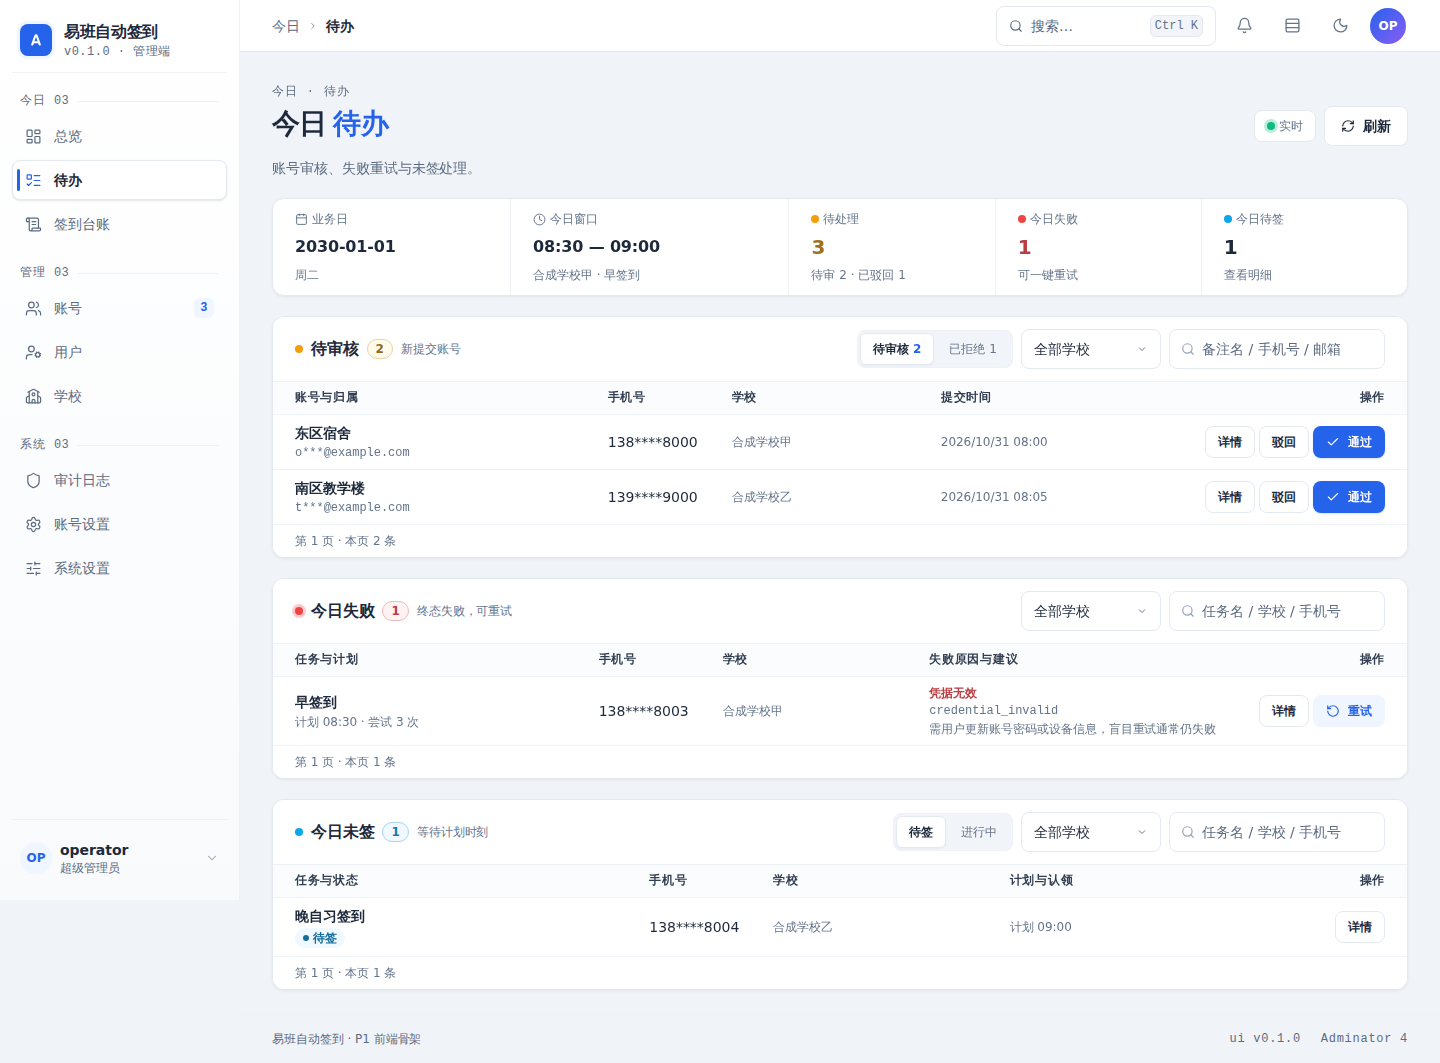 A
易班自动签到
v0.1.0 · 管理端
今日 03
总览
待办
签到台账
管理 03
账号 3
用户
学校
系统 03
审计日志
账号设置
系统设置
OP operator
超级管理员
今日 › 待办
搜索… Ctrl K
OP
今日 · 待办
今日 待办
账号审核、失败重试与未签处理。
实时 刷新
业务日 今日窗口 待处理 今日失败 今日待签
2030-01-01 08:30 — 09:00 3 1 1
周二 合成学校甲 · 早签到 待审 2 · 已驳回 1 可一键重试 查看明细
待审核 2 新提交账号 待审核 2 已拒绝 1 全部学校 备注名 / 手机号 / 邮箱
账号与归属 手机号 学校 提交时间 操作
东区宿舍
o***@example.com 138****8000 合成学校甲 2026/10/31 08:00 详情 驳回 通过
南区教学楼
t***@example.com 139****9000 合成学校乙 2026/10/31 08:05 详情 驳回 通过
第 1 页 · 本页 2 条
今日失败 1 终态失败，可重试 全部学校 任务名 / 学校 / 手机号
任务与计划 手机号 学校 失败原因与建议 操作
早签到
计划 08:30 · 尝试 3 次 138****8003 合成学校甲
凭据无效
credential_invalid
需用户更新账号密码或设备信息，盲目重试通常仍失败
详情 重试
第 1 页 · 本页 1 条
今日未签 1 等待计划时刻 待签 进行中 全部学校 任务名 / 学校 / 手机号
任务与状态 手机号 学校 计划与认领 操作
晚自习签到
待签 138****8004 合成学校乙 计划 09:00 详情
第 1 页 · 本页 1 条
易班自动签到 · P1 前端骨架 ui v0.1.0 Adminator 4